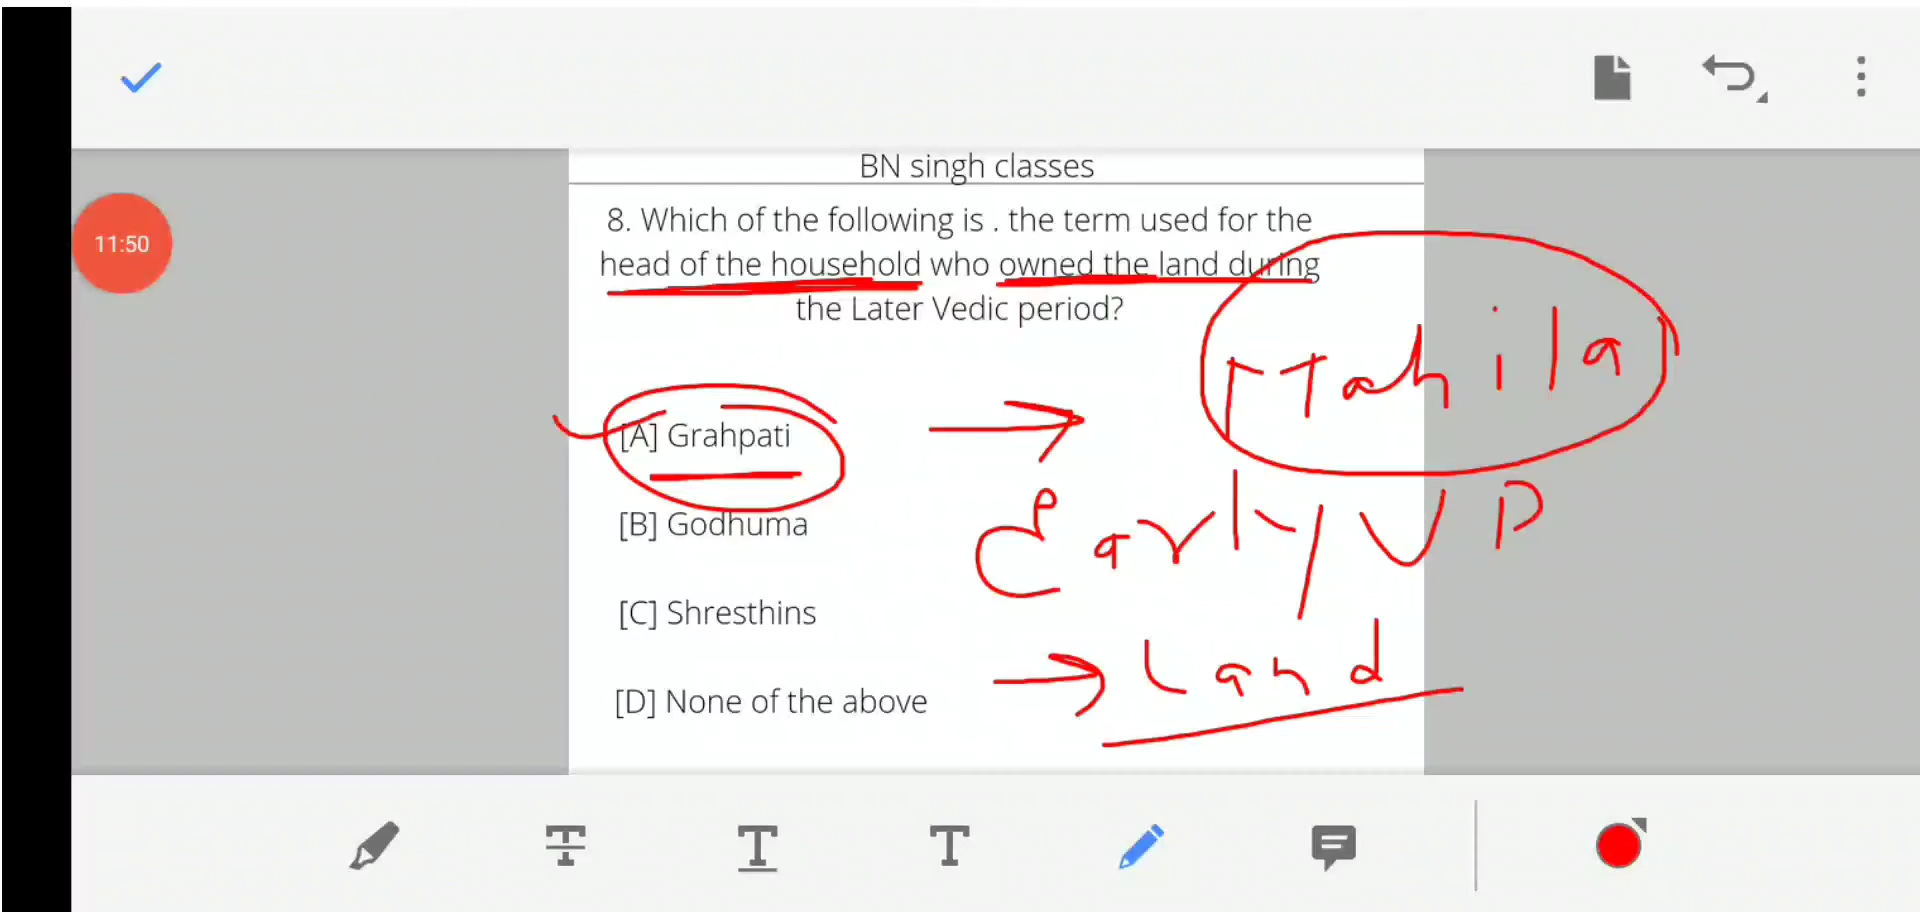 BN singh classes
11:50
8. Which of the following is . the term used for the
head of the household who owned the land during
the Later Vedic period?
Mahila
[A] Grahpati
Early V P
[B] Godhuma
[C] Shresthins
Land
[D] None of the above